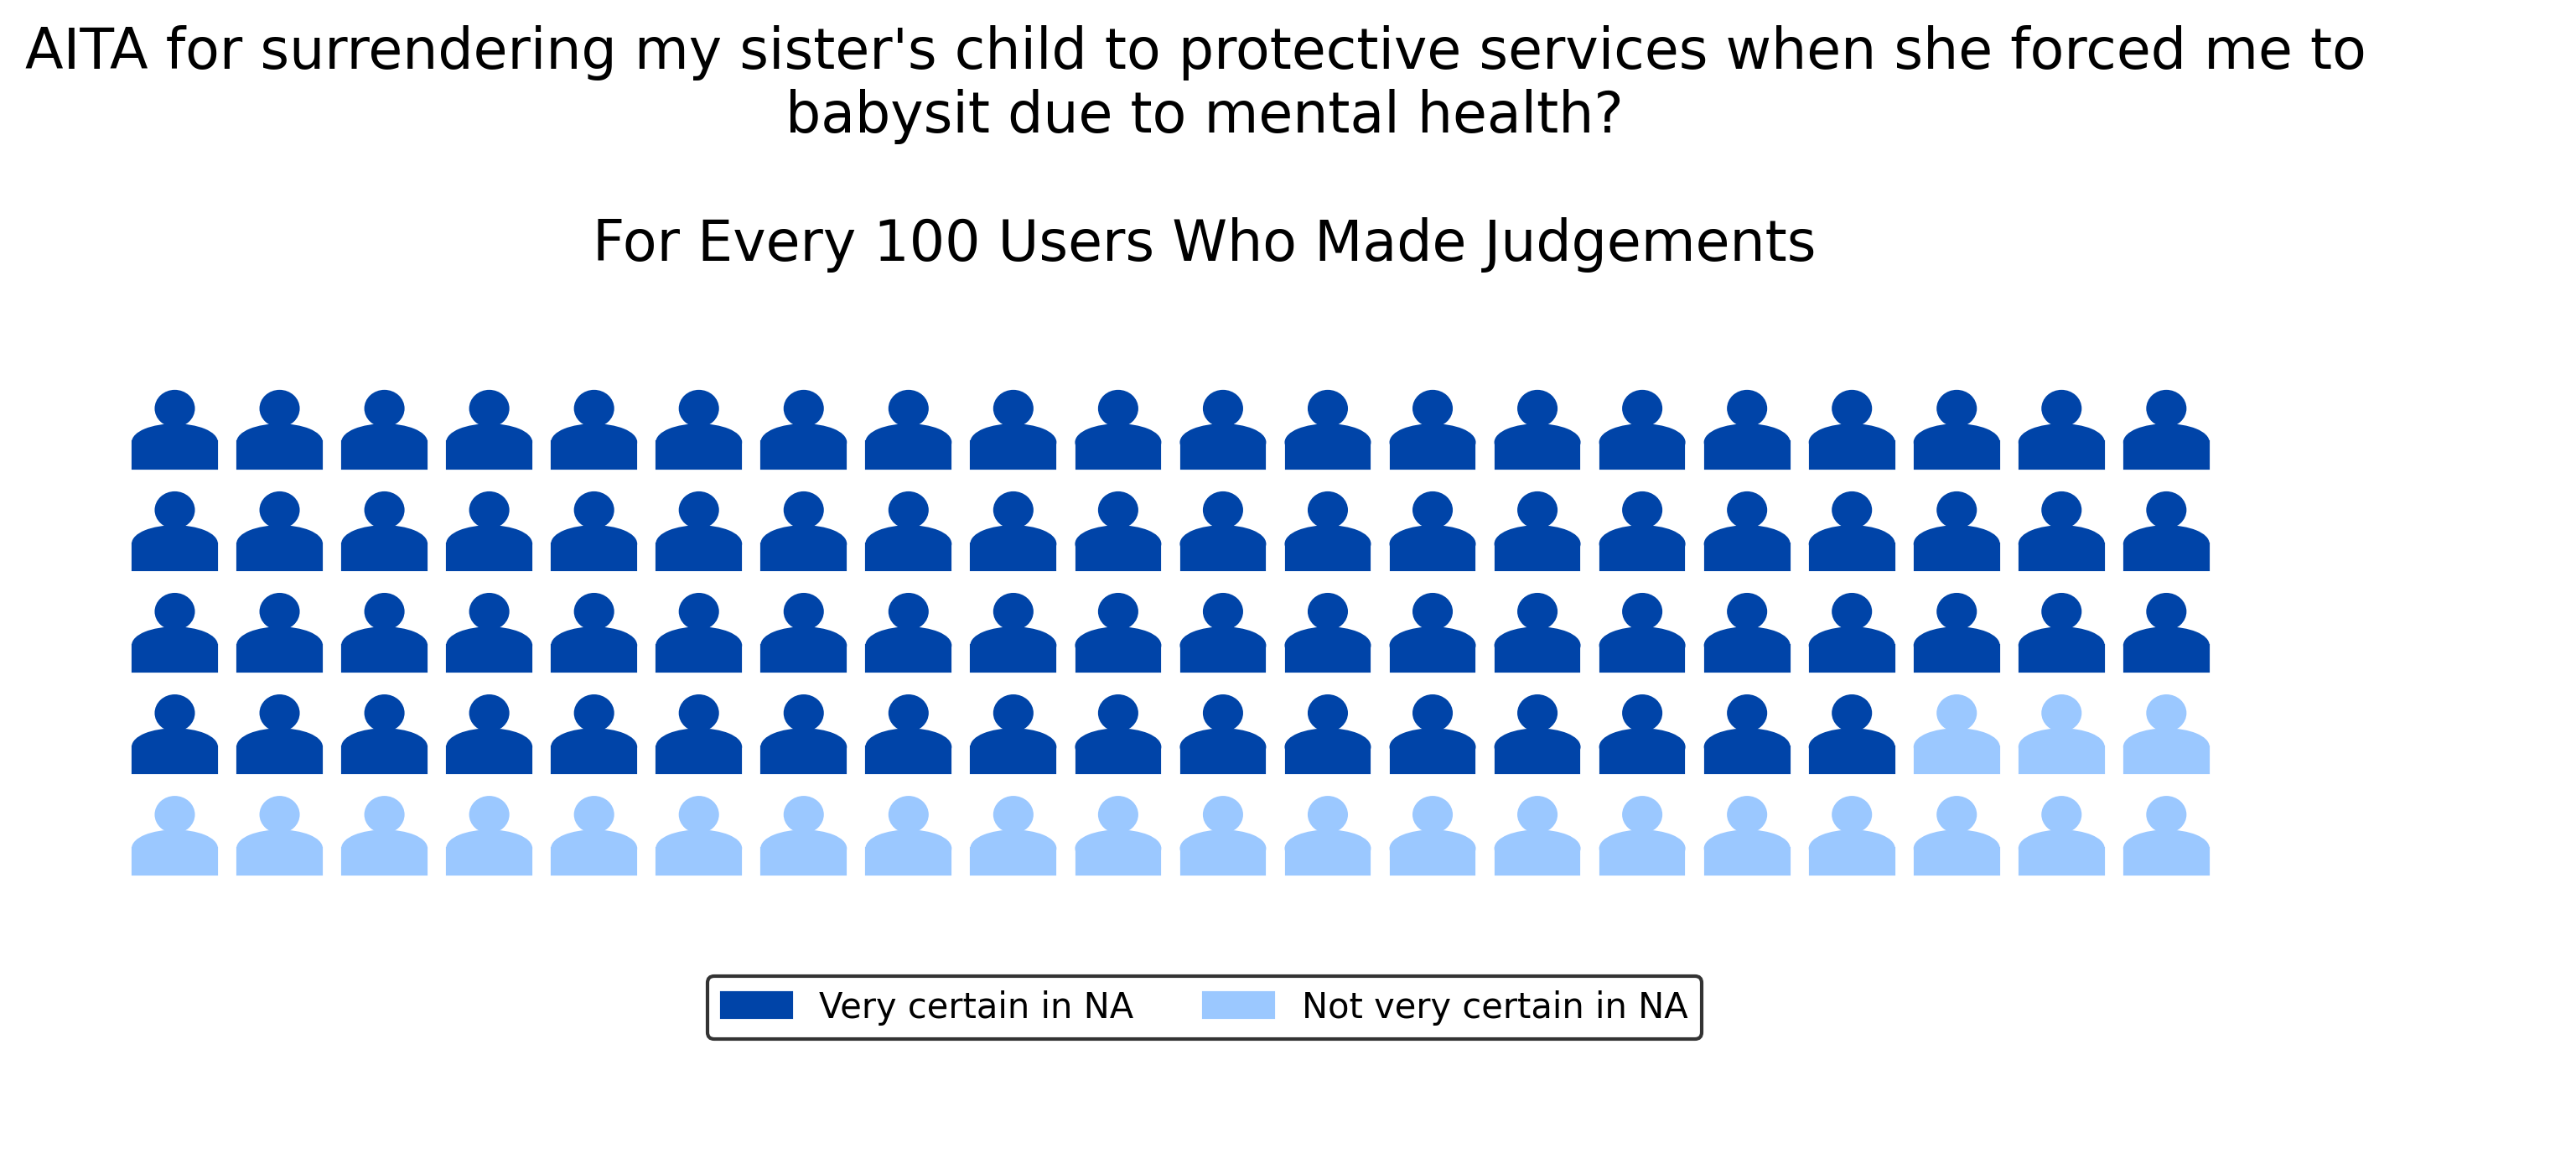 AITA for surrendering my sister's child to protective services when she forced me to
babysit due to mental health?
For Every 100 Users Who Made Judgements
Very certain in NA
Not very certain in NA